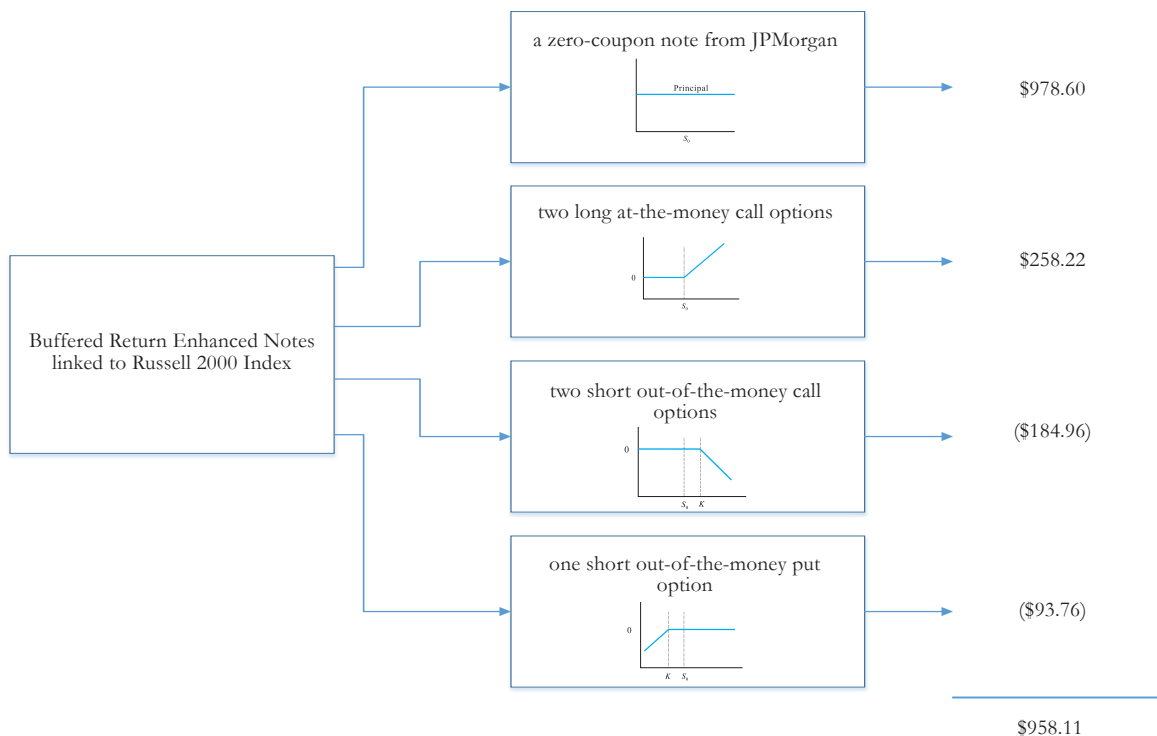 a zero-coupon note from JPMorgan
Principal
S0
$978.60
two long at-the-money call options
0
S0
$258.22
Buffered Return Enhanced Notes
linked to Russell 2000 Index
two short out-of-the-money call
options
0
S0 K
($184.96)
one short out-of-the-money put
option
0
K S0
($93.76)
$958.11